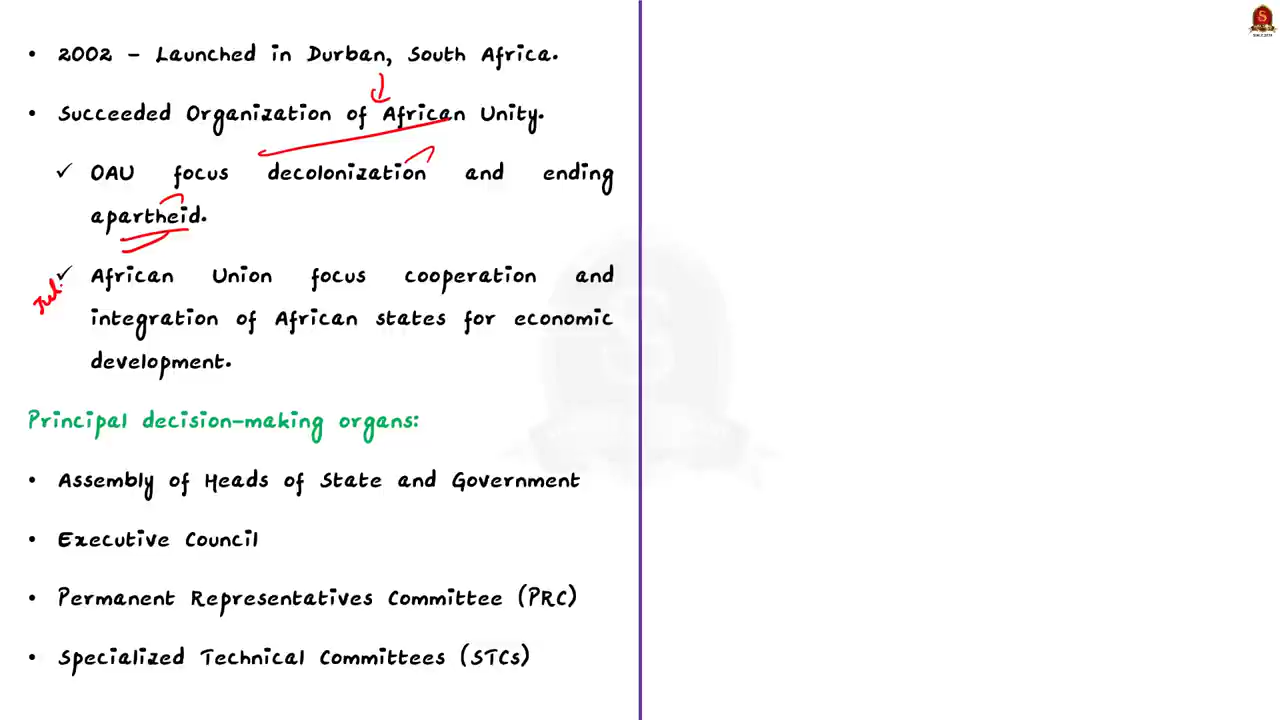 • 2002 – Launched in Durban, South Africa.
• Succeeded Organization of African Unity.
✓ OAU focus decolonization and ending
apartheid.
✓ African Union focus cooperation and
integration of African states for economic
development.
Principal decision-making organs:
• Assembly of Heads of State and Government
• Executive Council
• Permanent Representatives Committee (PRC)
• Specialized Technical Committees (STCs)